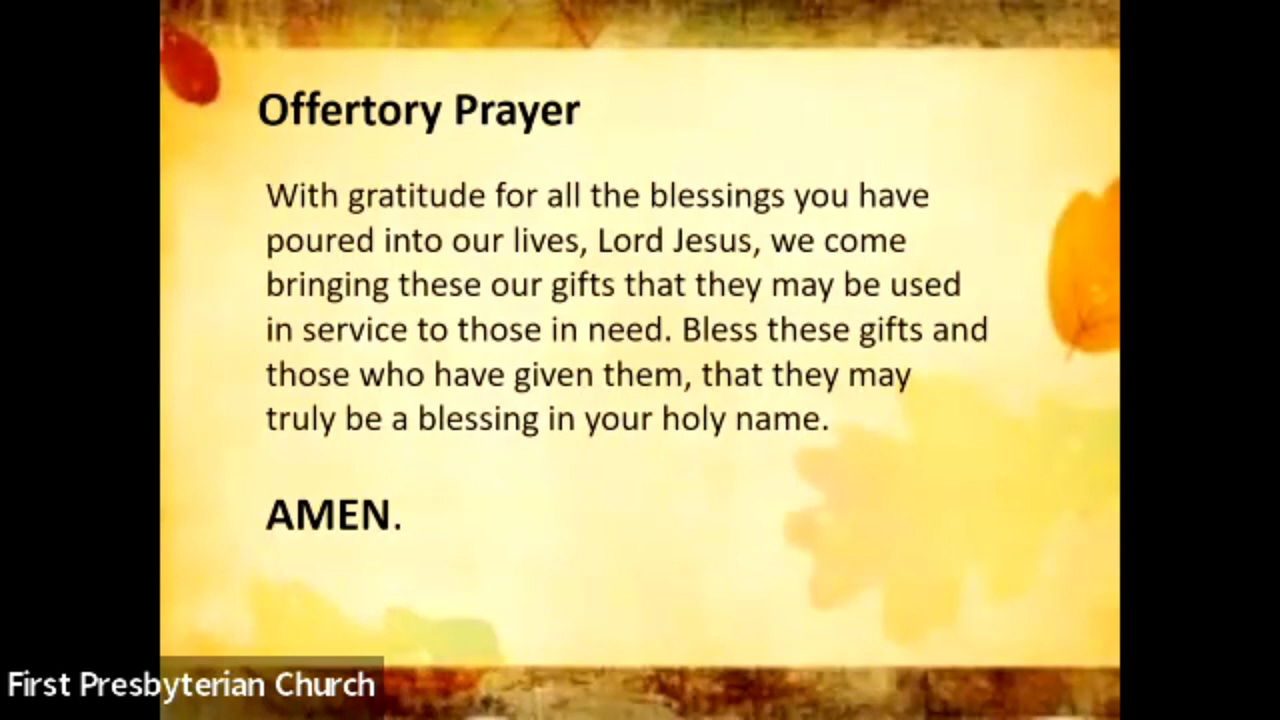 Offertory Prayer
With gratitude for all the blessings you have
poured into our lives, Lord Jesus, we come
bringing these our gifts that they may be used
in service to those in need. Bless these gifts and
those who have given them, that they may
truly be a blessing in your holy name.
AMEN.
First Presbyterian Church